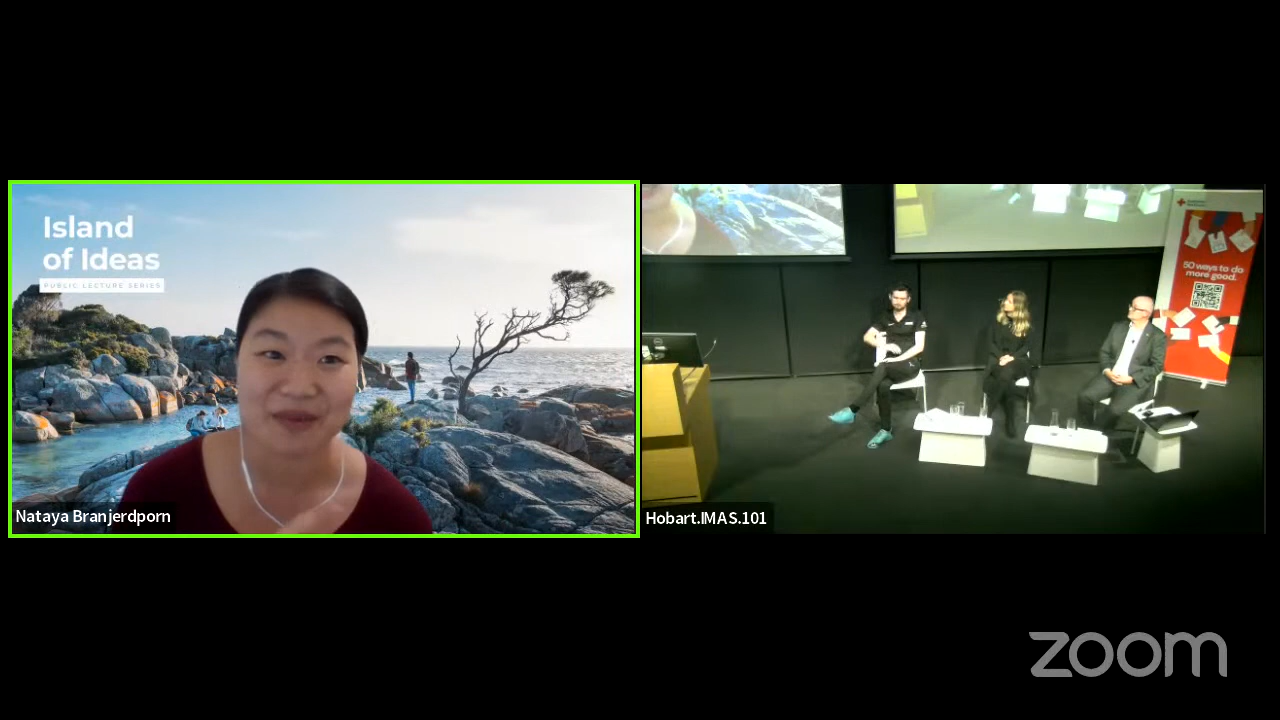 Island
of Ideas
PUBLIC LECTURE SERIES
Nataya Branjerdporn
50 ways to do
more good.
Hobart.IMAS.101
zoom